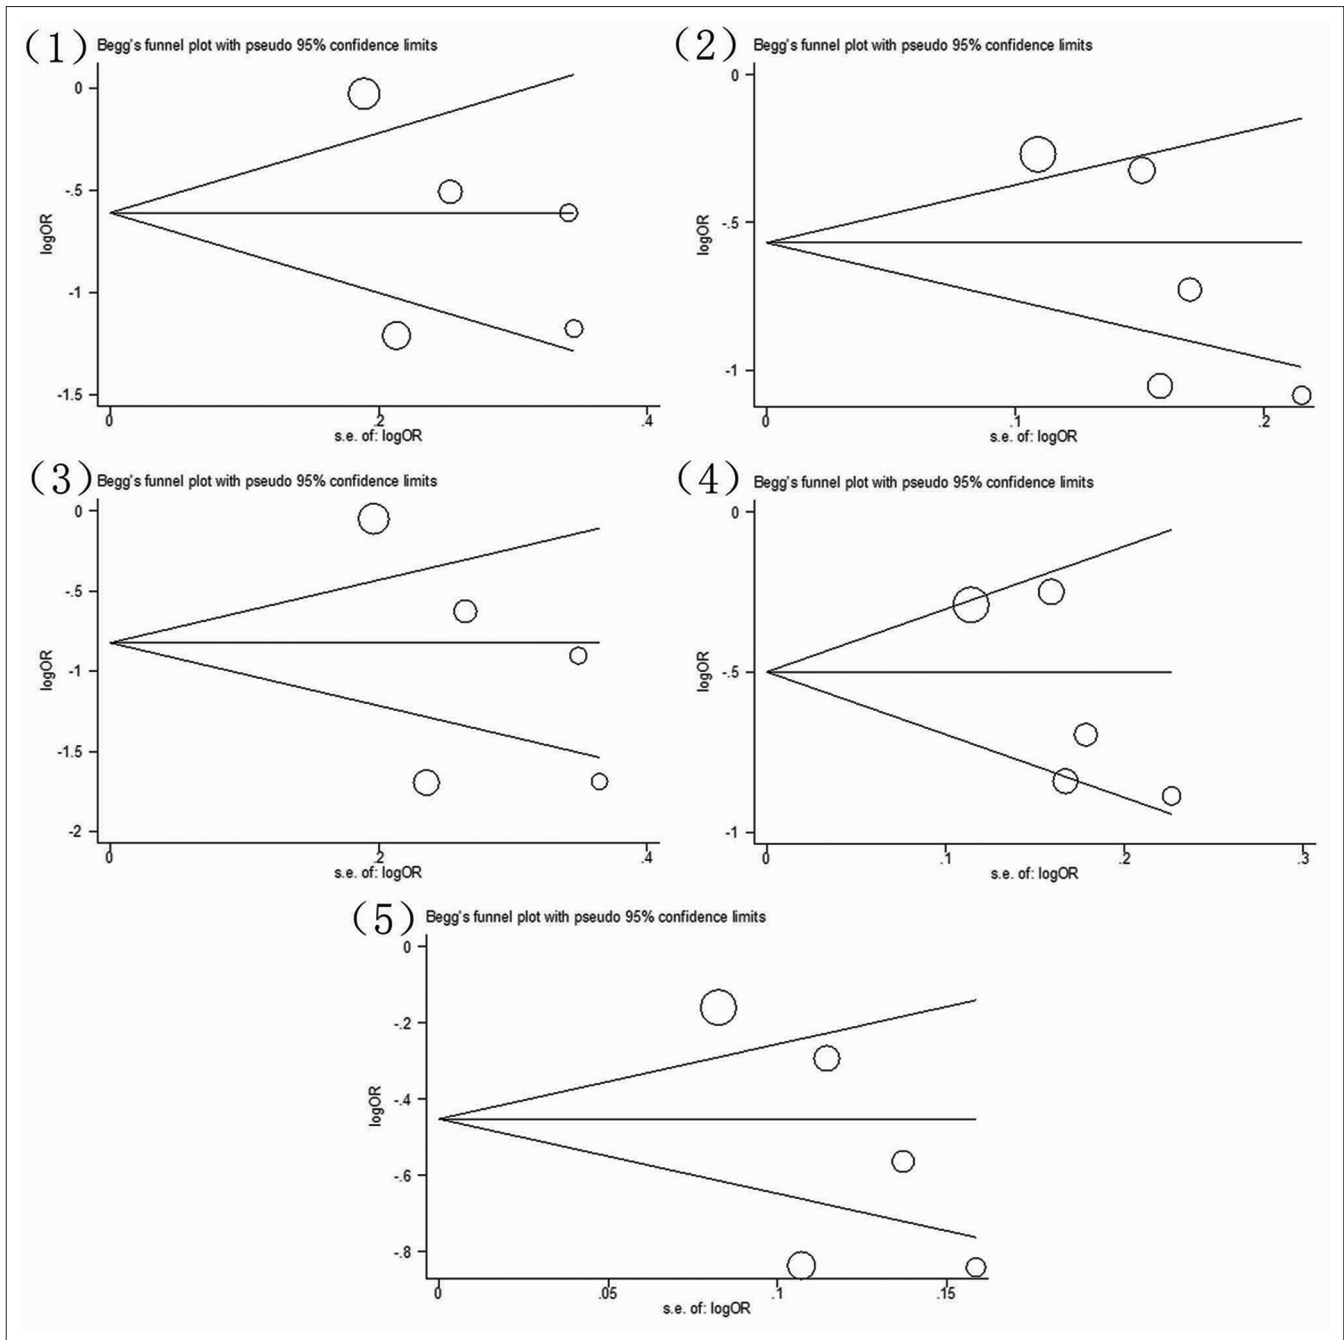 (1) Begg's funnel plot with pseudo 95% confidence limits
0
-.5
-1
-1.5
logOR
0 .2 .4
s.e. of: logOR
(2) Begg's funnel plot with pseudo 95% confidence limits
0
-.5
-1
logOR
0 .1 .2
s.e. of: logOR
(3) Begg's funnel plot with pseudo 95% confidence limits
0
-.5
-1
-1.5
-2
logOR
0 .2 .4
s.e. of: logOR
(4) Begg's funnel plot with pseudo 95% confidence limits
0
-.5
-1
logOR
0 .1 .2 .3
s.e. of: logOR
(5) Begg's funnel plot with pseudo 95% confidence limits
0
-.2
-.4
-.6
-.8
logOR
0 .05 .1 .15
s.e. of: logOR